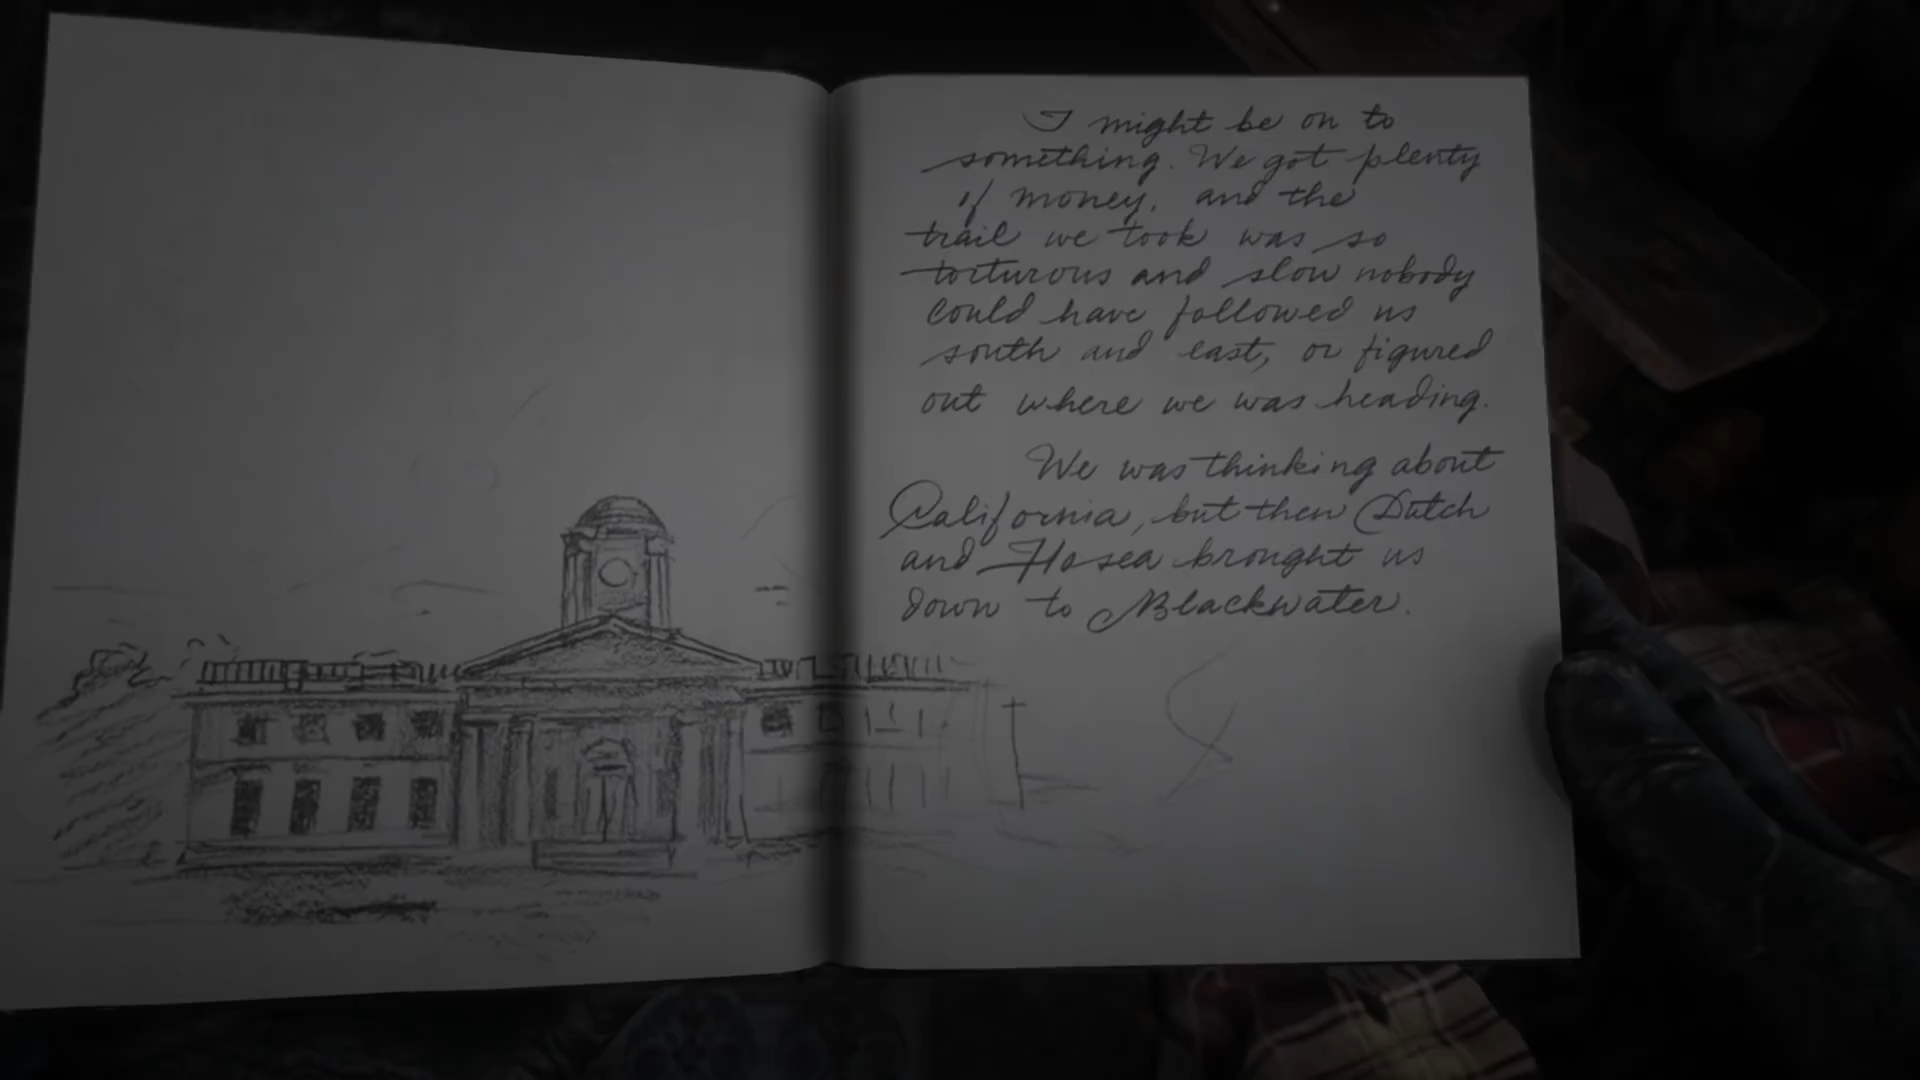 I might be on to
something. We got plenty
of money, and the
trail we took was so
torturous and slow nobody
could have followed us
south and east, or figured
out where we was heading.
We was thinking about
California, but then Dutch
and Hosea brought us
down to Blackwater.